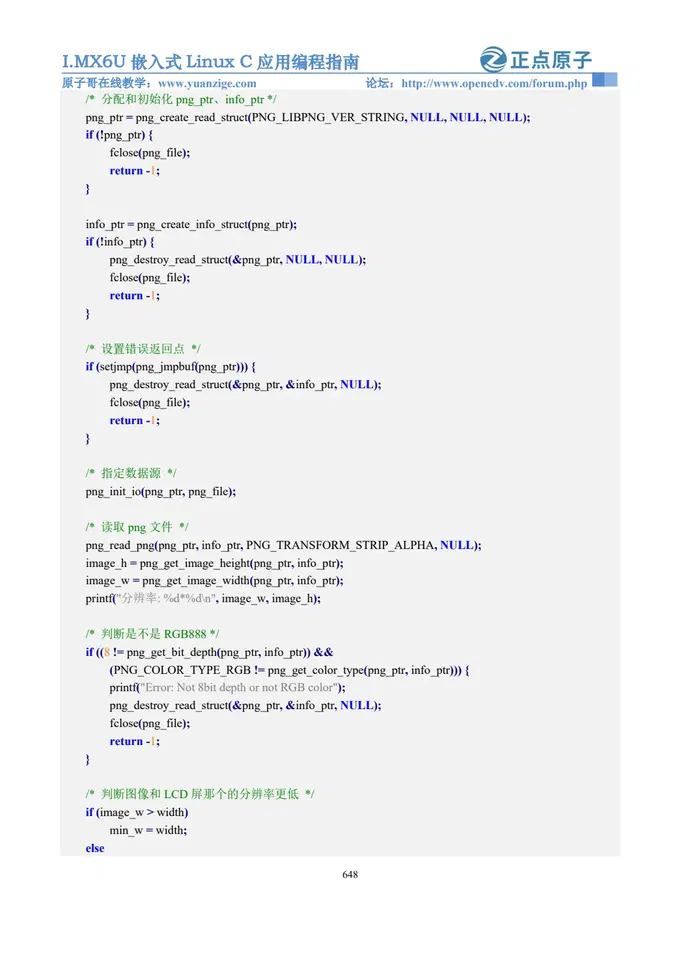 I.MX6U 嵌入式 Linux C 应用编程指南
正点原子
原子哥在线教学：www.yuanzige.com 论坛：http://www.openedv.com/forum.php
/* 分配和初始化 png_ptr、info_ptr */
png_ptr = png_create_read_struct(PNG_LIBPNG_VER_STRING, NULL, NULL, NULL);
if (!png_ptr) {
fclose(png_file);
return -1;
}
info_ptr = png_create_info_struct(png_ptr);
if (!info_ptr) {
png_destroy_read_struct(&png_ptr, NULL, NULL);
fclose(png_file);
return -1;
}
/* 设置错误返回点 */
if (setjmp(png_jmpbuf(png_ptr))) {
png_destroy_read_struct(&png_ptr, &info_ptr, NULL);
fclose(png_file);
return -1;
}
/* 指定数据源 */
png_init_io(png_ptr, png_file);
/* 读取 png 文件 */
png_read_png(png_ptr, info_ptr, PNG_TRANSFORM_STRIP_ALPHA, NULL);
image_h = png_get_image_height(png_ptr, info_ptr);
image_w = png_get_image_width(png_ptr, info_ptr);
printf("分辨率: %d*%d\n", image_w, image_h);
/* 判断是不是 RGB888 */
if ((8 != png_get_bit_depth(png_ptr, info_ptr)) &&
(PNG_COLOR_TYPE_RGB != png_get_color_type(png_ptr, info_ptr))) {
printf("Error: Not 8bit depth or not RGB color");
png_destroy_read_struct(&png_ptr, &info_ptr, NULL);
fclose(png_file);
return -1;
}
/* 判断图像和 LCD 屏那个的分辨率更低 */
if (image_w > width)
min_w = width;
else
648